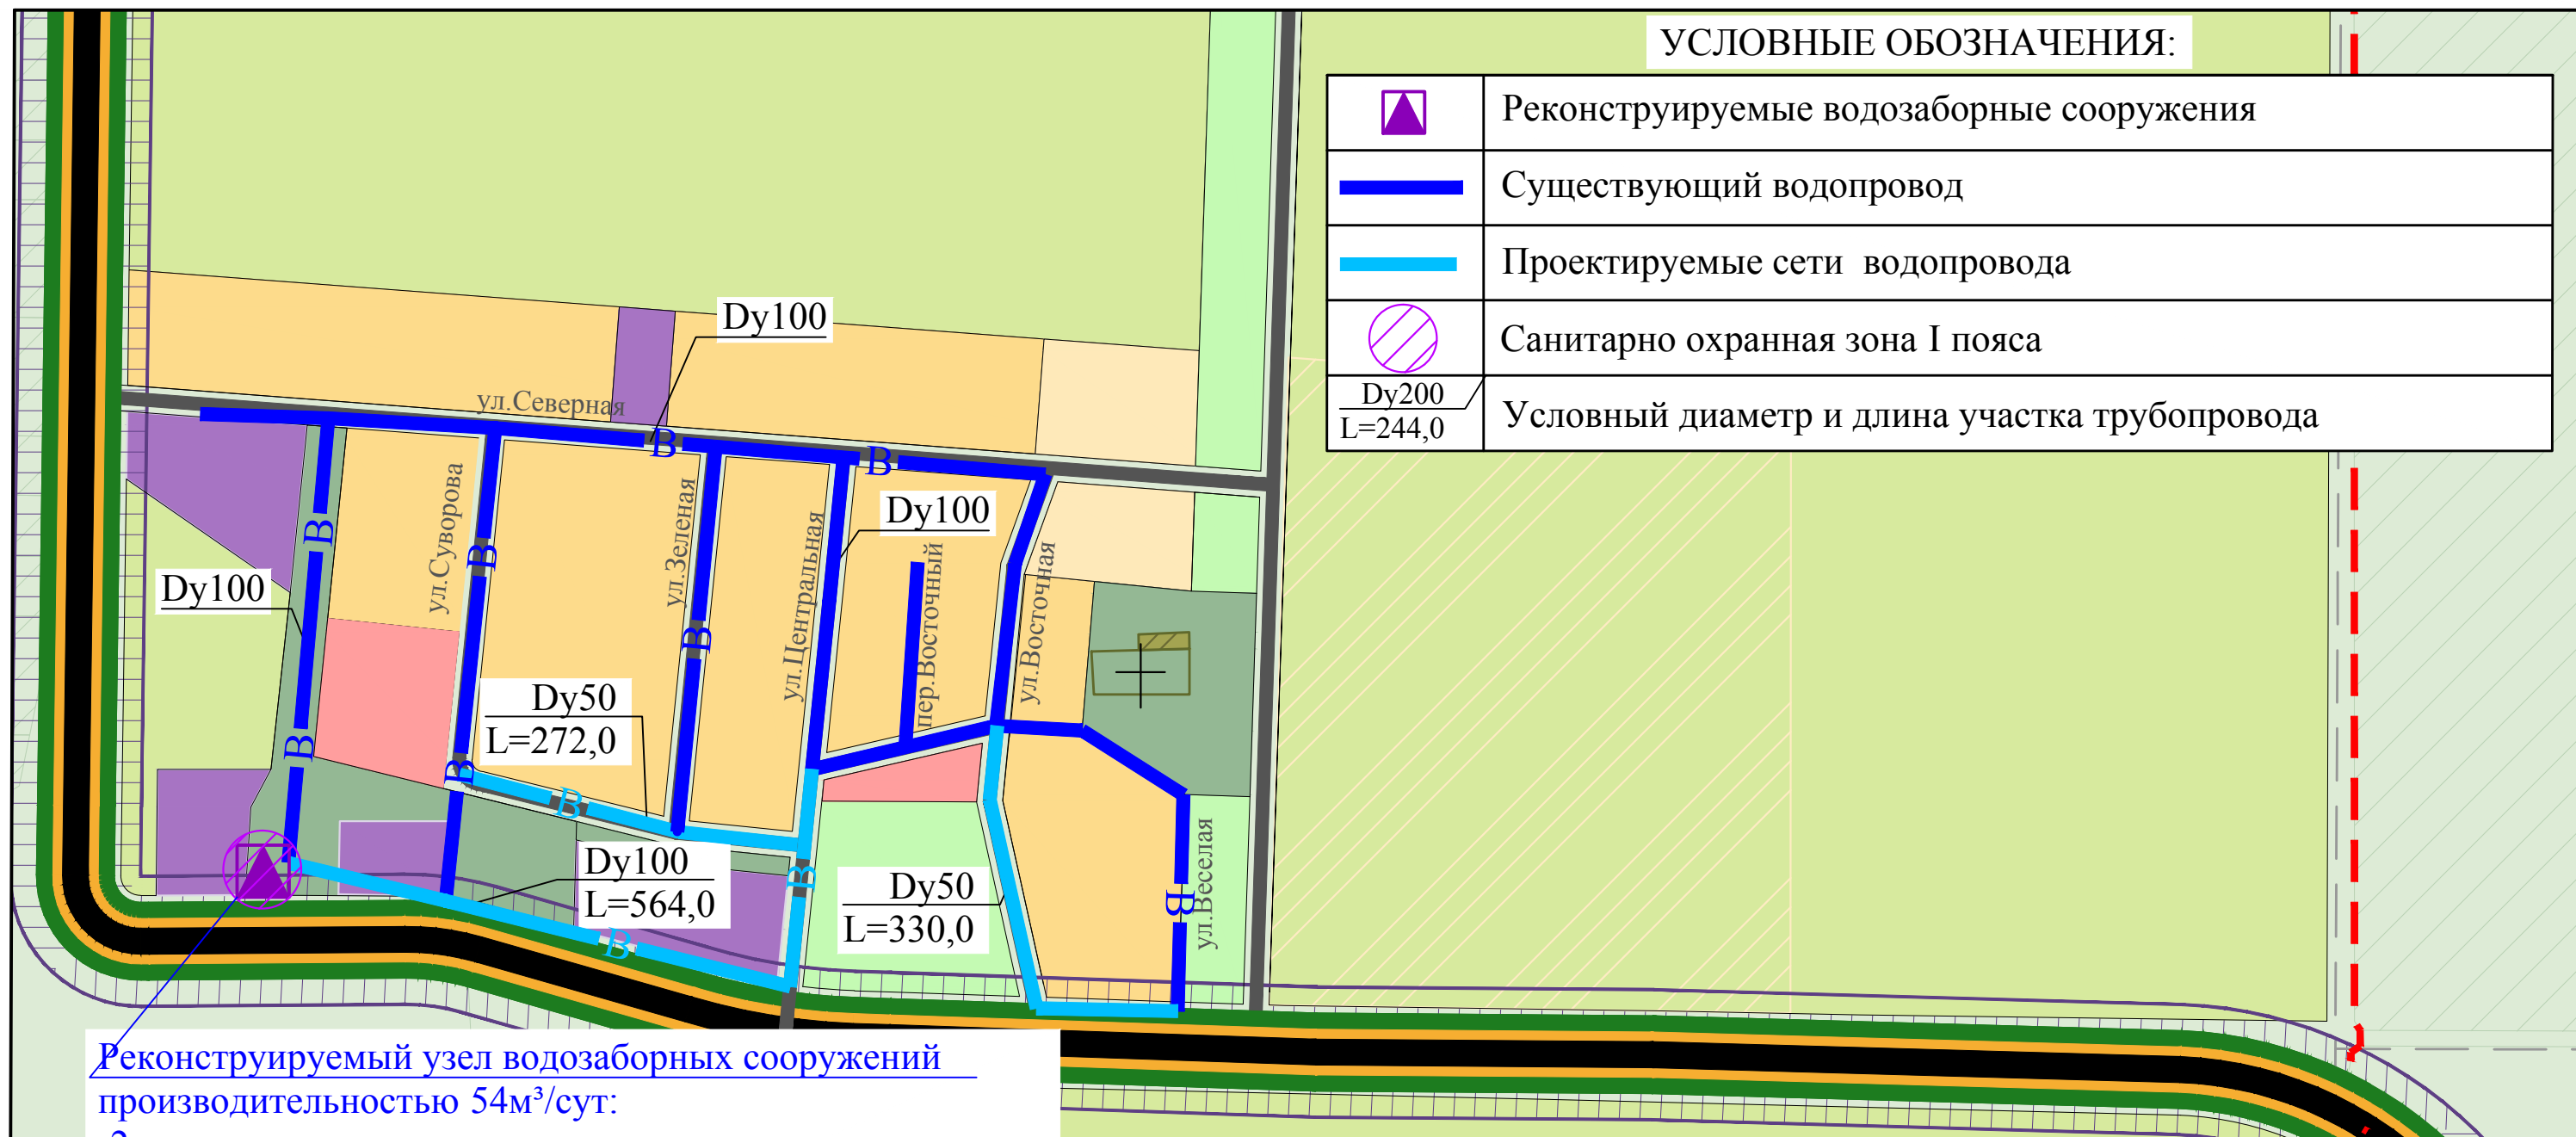 УСЛОВНЫЕ ОБОЗНАЧЕНИЯ:
Реконструируемые водозаборные сооружения
Существующий водопровод
Проектируемые сети водопровода
Санитарно охранная зона I пояса
Dy200
L=244,0
Условный диаметр и длина участка трубопровода
Dy100
ул.Северная
В
В
Dy100
ул.Суворова
ул.Зеленая
ул.Центральная
пер.Восточный
ул.Восточная
В
В
Dy100
В
В
В
Dy50
L=272,0
В
В
Dy100
L=564,0
В
В
Dy50
L=330,0
В
ул.Веселая
Реконструируемый узел водозаборных сооружений
производительностью 54м³/сут: